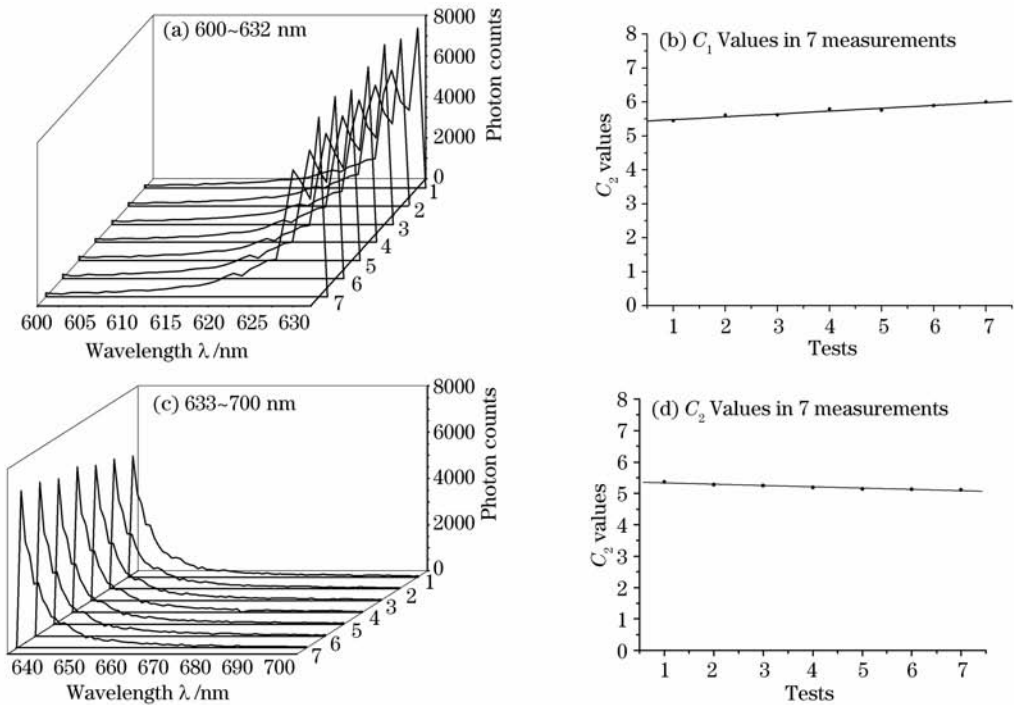 (a) 600~632 nm
8000
6000
4000
2000
0
Photon counts
1
2
3
4
5
6
7
600 605 610 615 620 625 630
Wavelength λ/nm
(b) C₁ Values in 7 measurements
8
7
6
5
4
3
2
1
0
C₂ values
1 2 3 4 5 6 7
Tests
(c) 633~700 nm
8000
6000
4000
2000
0
Photon counts
1
2
3
4
5
6
7
640 650 660 670 680 690 700
Wavelength λ/nm
(d) C₂ Values in 7 measurements
8
7
6
5
4
3
2
1
0
C₂ values
1 2 3 4 5 6 7
Tests